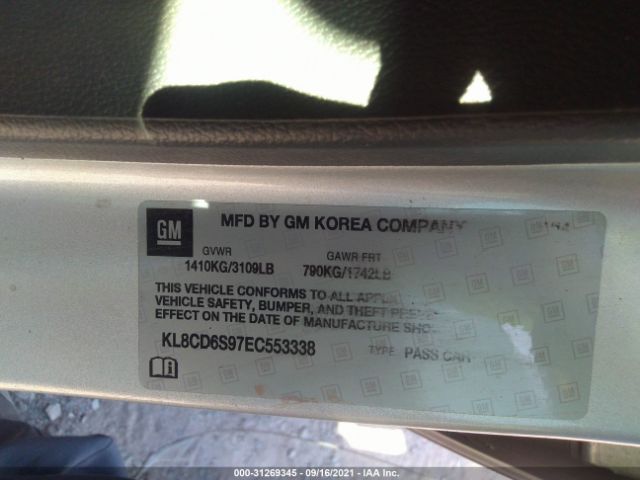 GM
MFD BY GM KOREA COMPANY
GVWR GAWR FRT
1410KG/3109LB 790KG/1742LB
THIS VEHICLE CONFORMS TO ALL
VEHICLE SAFETY, BUMPER, AND THEFT
EFFECT ON THE DATE OF MANUFACTURE
KL8CD6S97EC553338 TYPE: PASS CAR
000-31269345 - 09/16/2021 - IAA Inc.